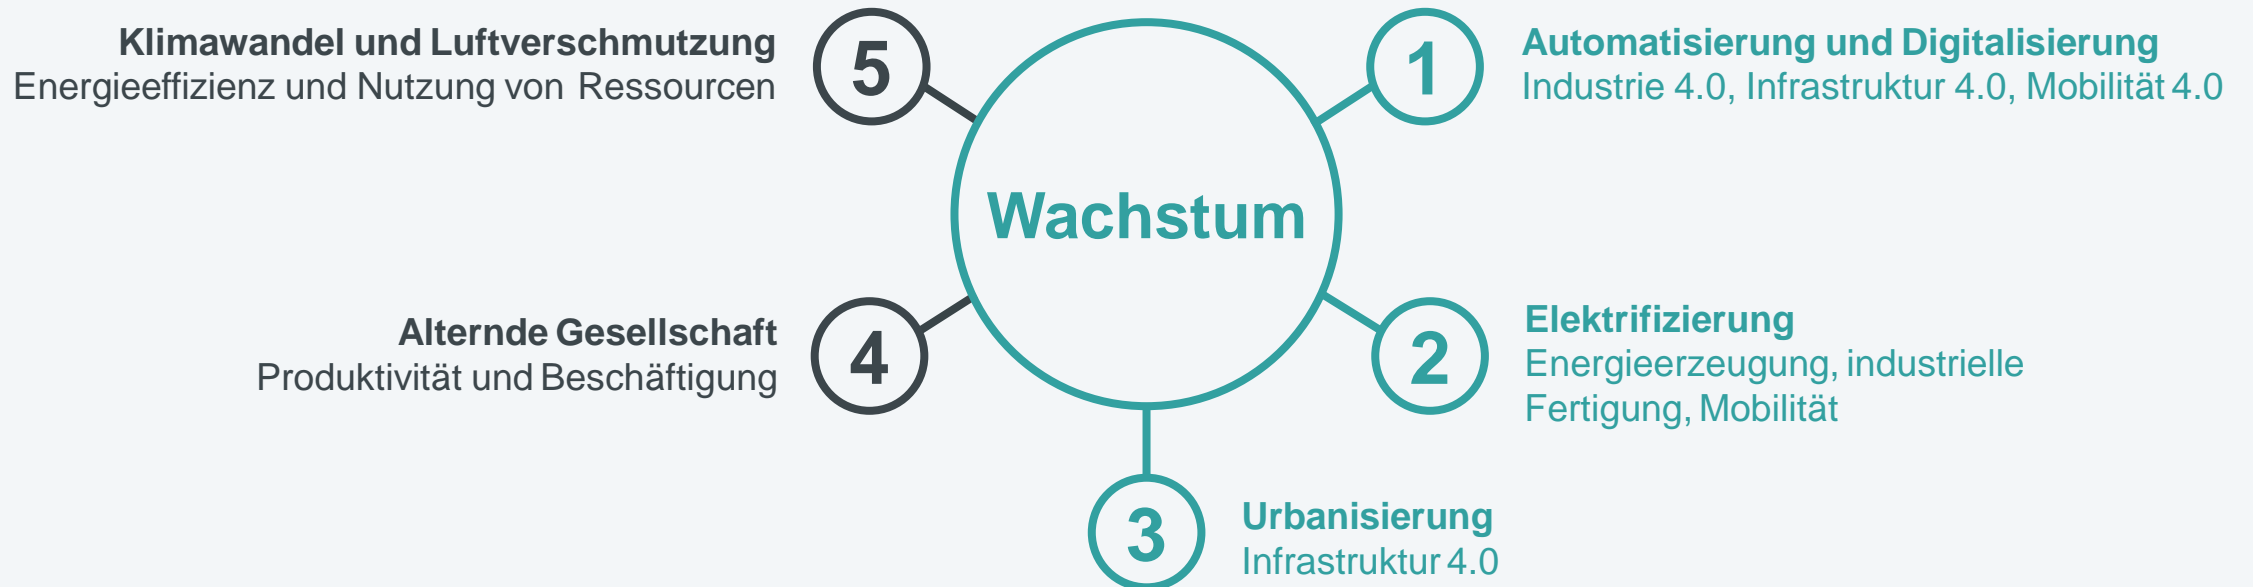 Klimawandel und Luftverschmutzung
Energieeffizienz und Nutzung von Ressourcen
5
1
Automatisierung und Digitalisierung
Industrie 4.0, Infrastruktur 4.0, Mobilität 4.0
Wachstum
Alternde Gesellschaft
Produktivität und Beschäftigung
4
2
Elektrifizierung
Energieerzeugung, industrielle
Fertigung, Mobilität
3
Urbanisierung
Infrastruktur 4.0